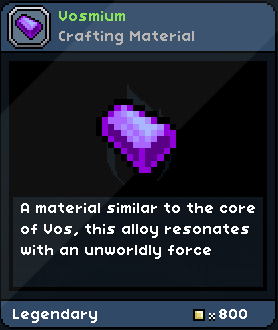 Vosmium
Crafting Material
A material similar to the core
of Vos, this alloy resonates
with an unworldly force
Legendary x800